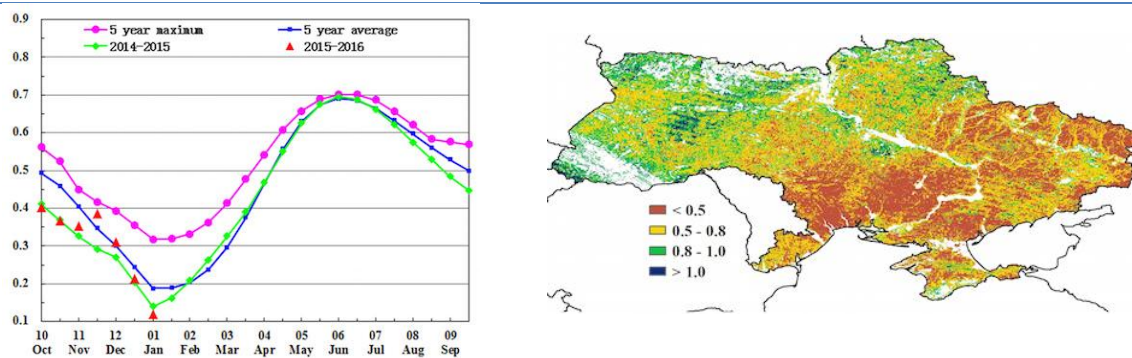 0.9
0.8
0.7
0.6
0.5
0.4
0.3
0.2
0.1
5 year maximum
5 year average
2014-2015
2015-2016
10 11 12 01 02 03 04 05 06 07 08 09
Oct Nov Dec Jan Feb Mar Apr May Jun Jul Aug Sep
< 0.5
0.5 - 0.8
0.8 - 1.0
> 1.0